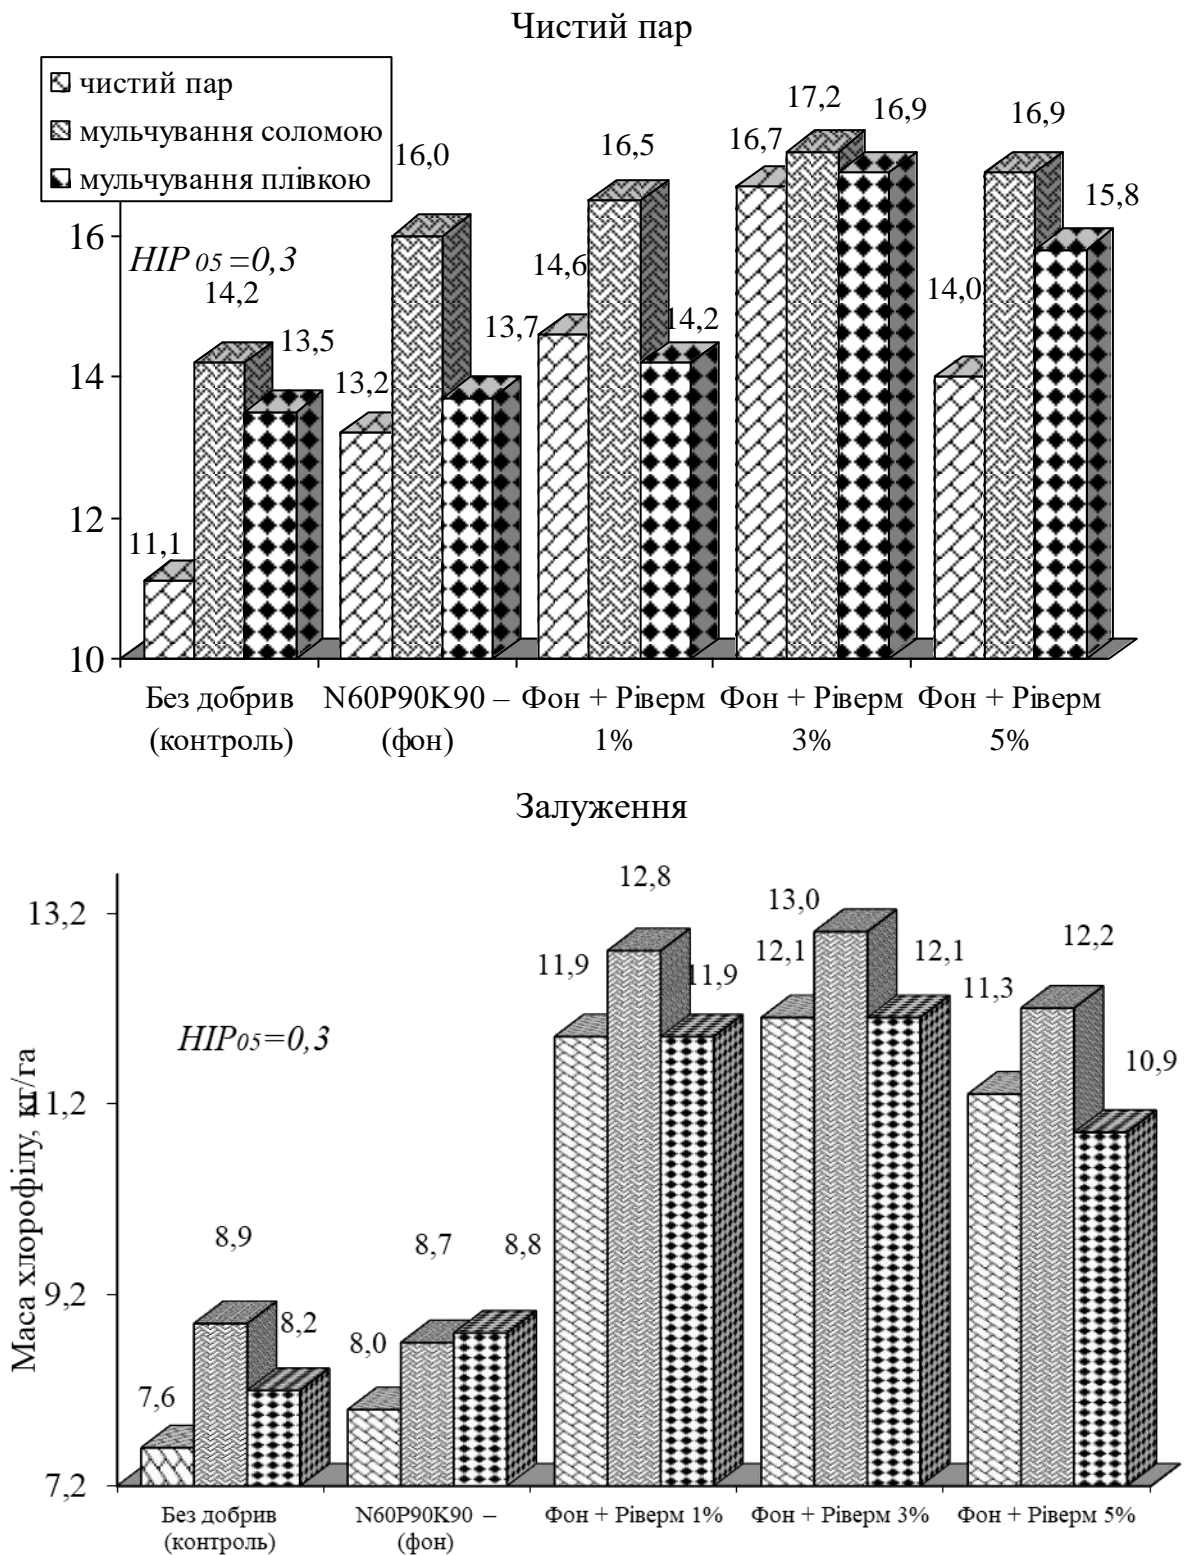 Чистий пар
чистий пар
мульчування соломою
мульчування плівкою
16
14
12
10
НІР 05 =0,3
11,1
14,2
13,5
13,2
16,0
13,7
14,6
16,5
14,2
16,7
17,2
16,9
14,0
16,9
15,8
Без добрив
(контроль)
N60P90K90 –
(фон)
Фон + Ріверм
1%
Фон + Ріверм
3%
Фон + Ріверм
5%
Залуження
Маса хлорофілу, кг/га
13,2
11,2
9,2
7,2
НІР05=0,3
7,6
8,9
8,2
8,0
8,7
8,8
11,9
12,8
11,9
12,1
13,0
12,1
11,3
12,2
10,9
Без добрив
(контроль)
N60P90K90 –
(фон)
Фон + Ріверм 1%
Фон + Ріверм 3%
Фон + Ріверм 5%